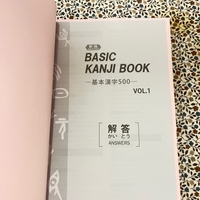 新版
BASIC
KANJI BOOK
―基本漢字500―
VOL.1
解答
かい とう
ANSWERS